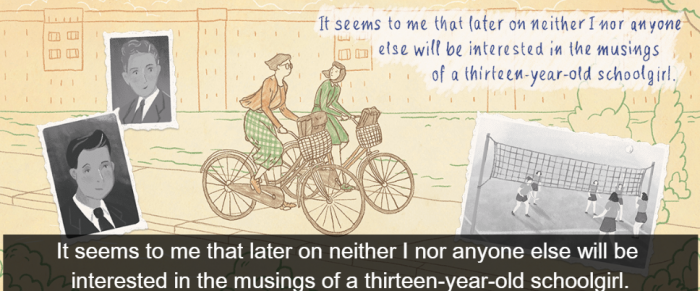 It seems to me that later on neither I nor anyone
else will be interested in the musings
of a thirteen-year-old schoolgirl.
It seems to me that later on neither I nor anyone else will be
interested in the musings of a thirteen-year-old schoolgirl.